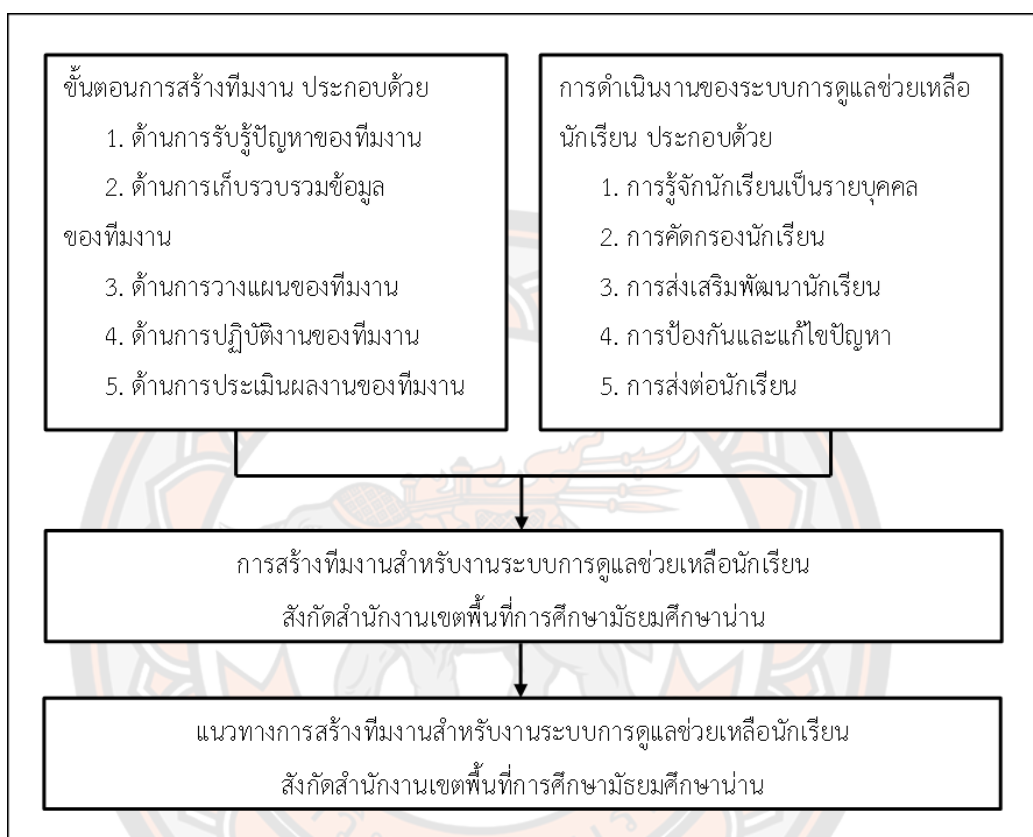 ขั้นตอนการสร้างทีมงาน ประกอบด้วย
1. ด้านการรับรู้ปัญหาของทีมงาน
2. ด้านการเก็บรวบรวมข้อมูล
ของทีมงาน
3. ด้านการวางแผนของทีมงาน
4. ด้านการปฏิบัติงานของทีมงาน
5. ด้านการประเมินผลงานของทีมงาน
การดำเนินงานของระบบการดูแลช่วยเหลือ
นักเรียน ประกอบด้วย
1. การรู้จักนักเรียนเป็นรายบุคคล
2. การคัดกรองนักเรียน
3. การส่งเสริมพัฒนานักเรียน
4. การป้องกันและแก้ไขปัญหา
5. การส่งต่อนักเรียน
การสร้างทีมงานสำหรับงานระบบการดูแลช่วยเหลือนักเรียน
สังกัดสำนักงานเขตพื้นที่การศึกษามัธยมศึกษาน่าน
แนวทางการสร้างทีมงานสำหรับงานระบบการดูแลช่วยเหลือนักเรียน
สังกัดสำนักงานเขตพื้นที่การศึกษามัธยมศึกษาน่าน